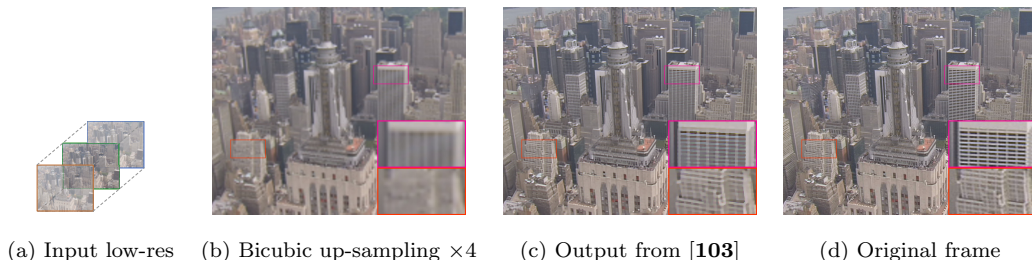 (a) Input low-res
(b) Bicubic up-sampling ×4
(c) Output from [103]
(d) Original frame